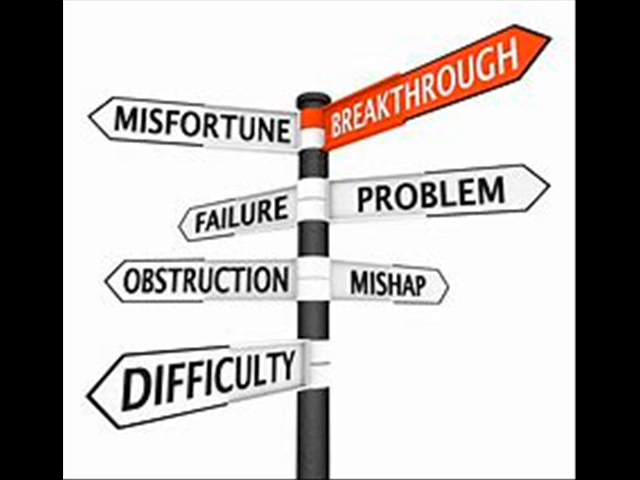 BREAKTHROUGH
MISFORTUNE
PROBLEM
FAILURE
OBSTRUCTION
MISHAP
DIFFICULTY